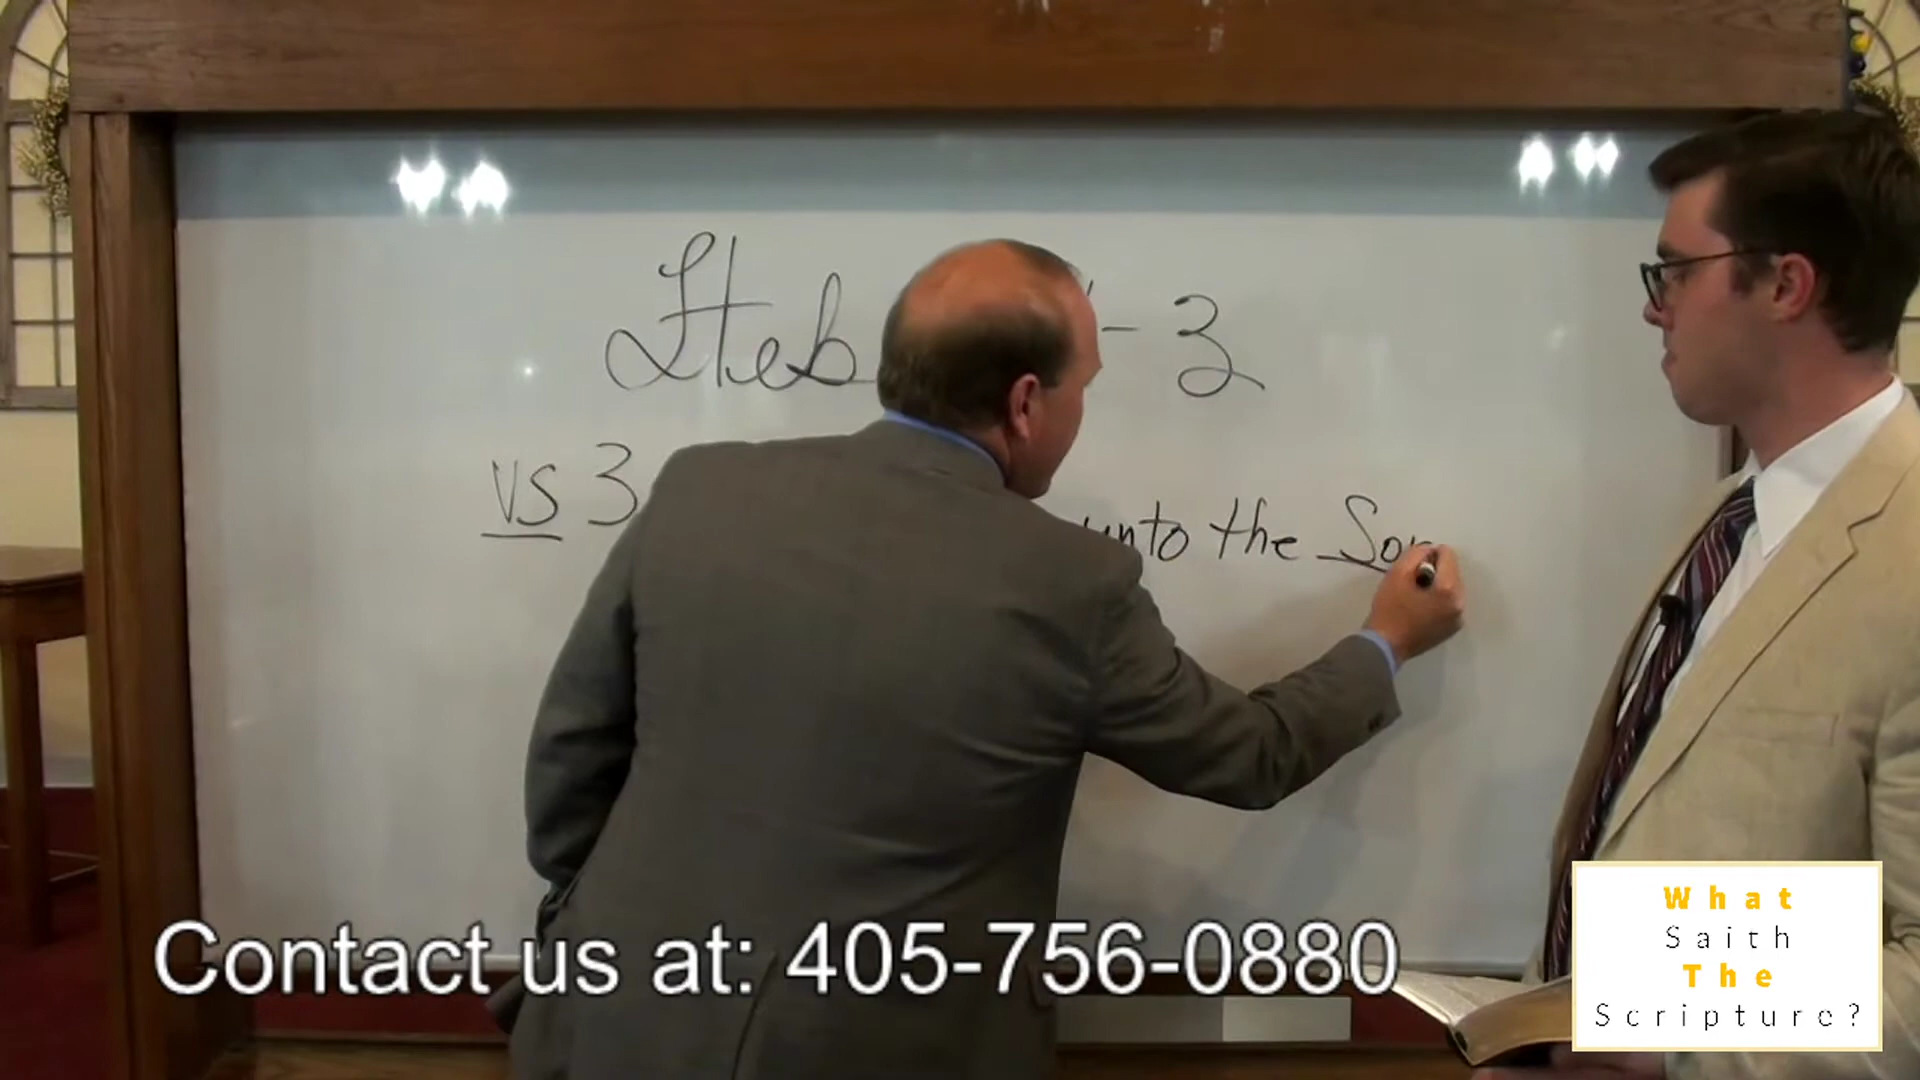 Heb - 3
vs 3 unto the Son
Contact us at: 405-756-0880
What
Saith
The
Scripture?